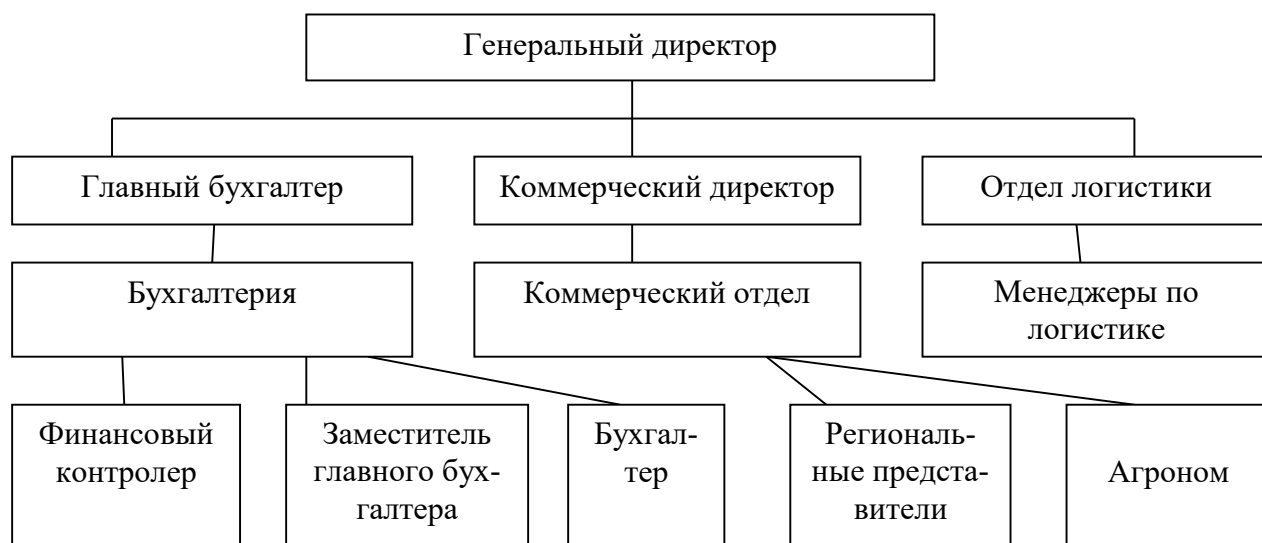 Генеральный директор
Главный бухгалтер
Коммерческий директор
Отдел логистики
Бухгалтерия
Коммерческий отдел
Менеджеры по
логистике
Финансовый
контролер
Заместитель
главного бух-
галтера
Бухгал-
тер
Региональ-
ные предста-
вители
Агроном